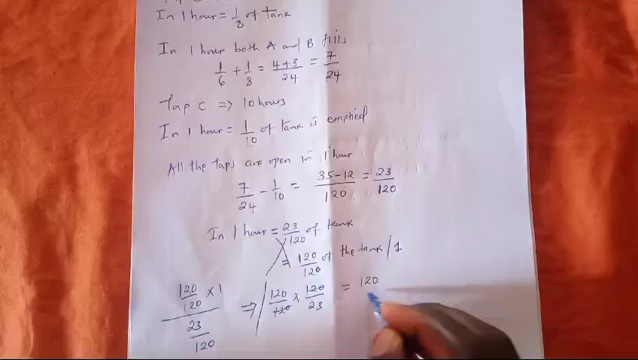 In 1 hour = 1/8 of tank
In 1 hour both A and B fills
1/6 + 1/8 = 4+3/24 = 7/24
Tap C => 10 hours
In 1 hour = 1/10 of tank is emptied
All the taps are open in 1 hour
7/24 - 1/10 = 35-12/120 = 23/120
In 1 hour = 23/120 of tank
= 120/120 of the tank / 1
120/120 × 1 / 23/120 => 120/120 × 120/23 = 120